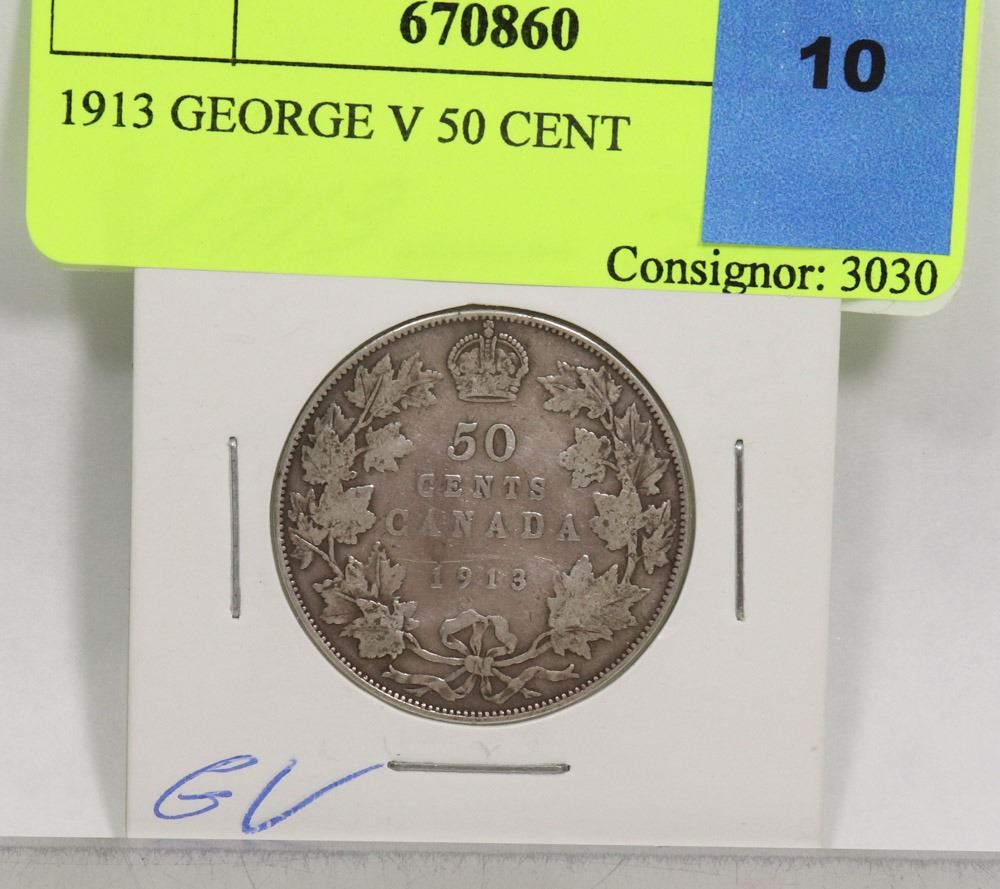 670860
10
1913 GEORGE V 50 CENT
Consignor: 3030
50
CENTS
CANADA
1913
GV